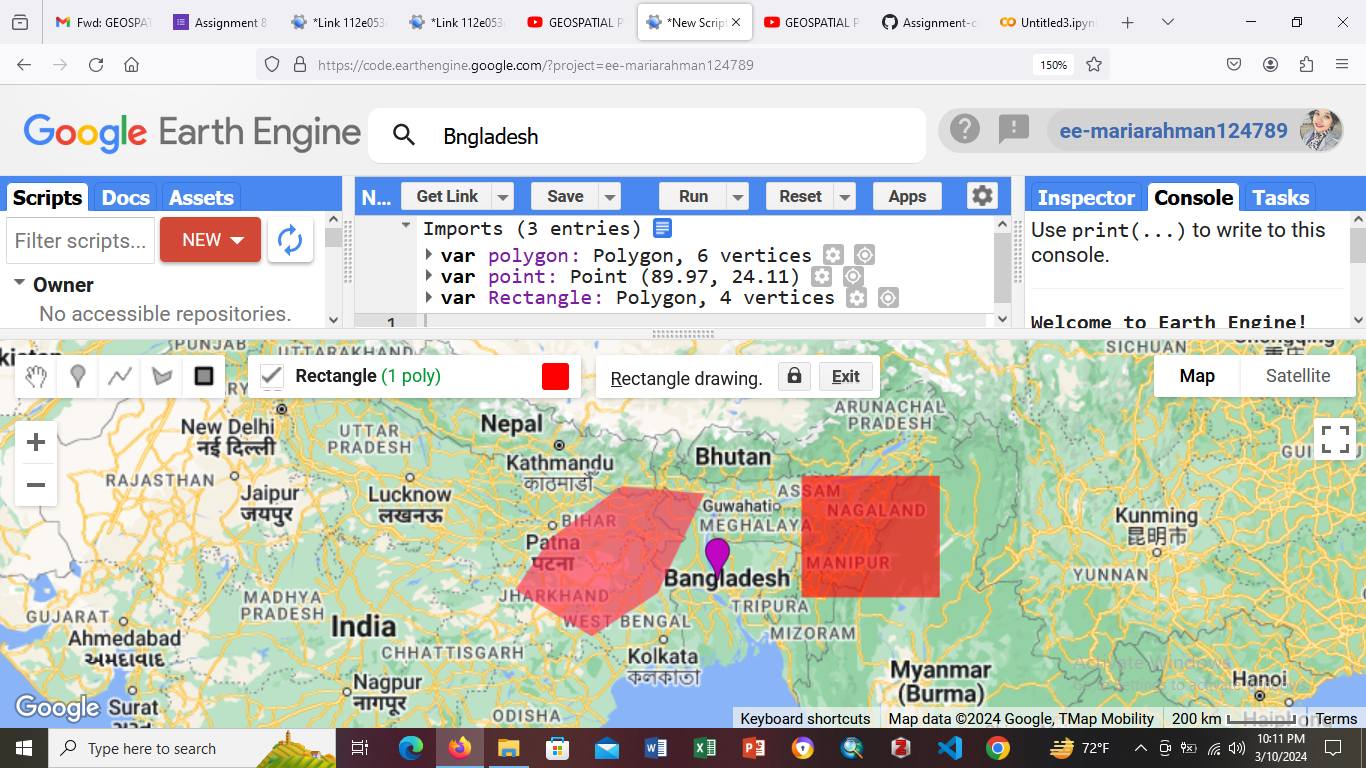 Fwd: GEOSPAT
Assignment 8
*Link 112e053
*Link 112e053
GEOSPATIAL P
*New Script
GEOSPATIAL P
Assignment-c
Untitled3.ipyn
https://code.earthengine.google.com/?project=ee-mariarahman124789
150%
Google Earth Engine
Bngladesh
ee-mariarahman124789
Scripts Docs Assets
N... Get Link Save Run Reset Apps
Inspector Console Tasks
Filter scripts... NEW
Owner
No accessible repositories.
Imports (3 entries)
var polygon: Polygon, 6 vertices
var point: Point (89.97, 24.11)
var Rectangle: Polygon, 4 vertices
1
Use print(...) to write to this
console.
Welcome to Earth Engine!
PUNJAB
UTTARAKHAND
SICHUAN
Rectangle (1 poly)
Rectangle drawing. Exit
Map Satellite
ARUNACHAL
PRADESH
New Delhi
नई दिल्ली
UTTAR
PRADESH
Nepal
Kathmandu
काठमाडौँ
Bhutan
RAJASTHAN
Jaipur
जयपुर
Lucknow
लखनऊ
BIHAR
Patna
पटना
Guwahati
ASSAM
MEGHALAYA
NAGALAND
MANIPUR
Kunming
昆明市
YUNNAN
Bangladesh
JHARKHAND
TRIPURA
MIZORAM
WEST BENGAL
GUJARAT
Ahmedabad
અમદાવાદ
MADHYA
PRADESH
India
CHHATTISGARH
Kolkata
কলকাতা
Nagpur
नागपूर
Myanmar
(Burma)
Hanoi
Google
Surat
ODISHA
Activate Windows
Keyboard shortcuts Map data ©2024 Google, TMap Mobility 200 km Terms
Type here to search
72°F
10:11 PM
3/10/2024